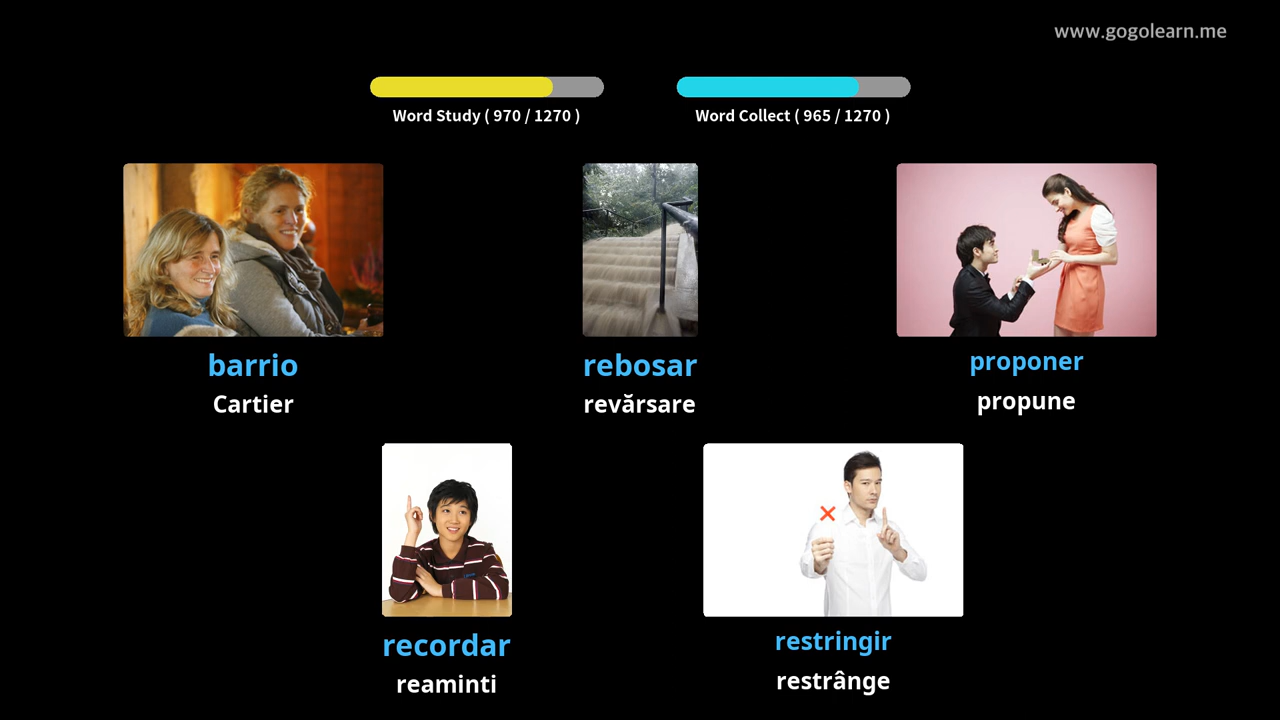 www.gogolearn.me
Word Study ( 970 / 1270 )
Word Collect ( 965 / 1270 )
barrio
Cartier
rebosar
revărsare
proponer
propune
recordar
reaminti
restringir
restrânge